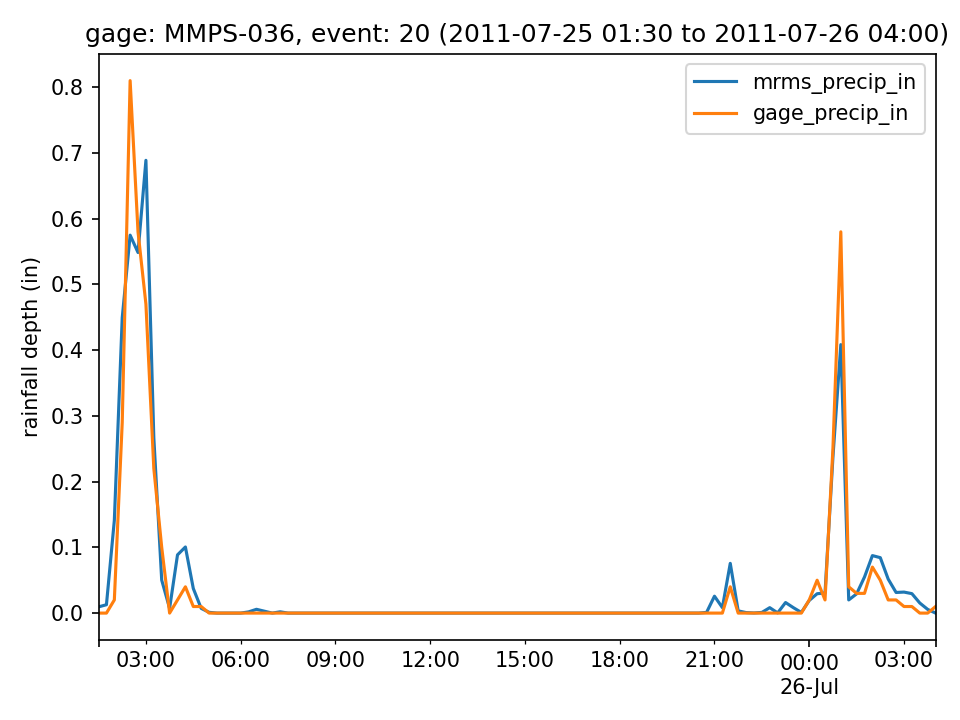 gage: MMPS-036, event: 20 (2011-07-25 01:30 to 2011-07-26 04:00)
mrms_precip_in
gage_precip_in
rainfall depth (in)
0.8
0.7
0.6
0.5
0.4
0.3
0.2
0.1
0.0
03:00 06:00 09:00 12:00 15:00 18:00 21:00 00:00 03:00
26-Jul